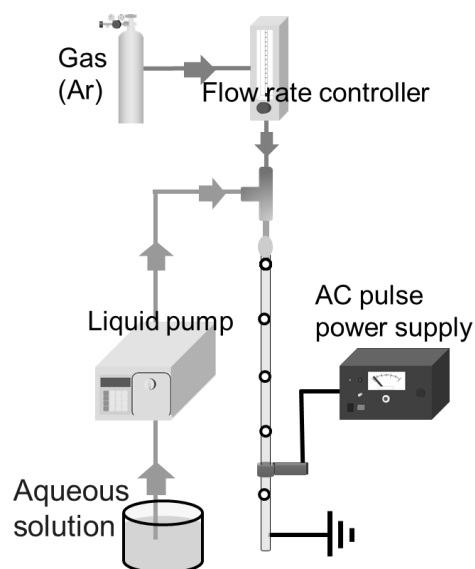 Gas
(Ar)
Flow rate controller
Liquid pump
AC pulse
power supply
Aqueous
solution